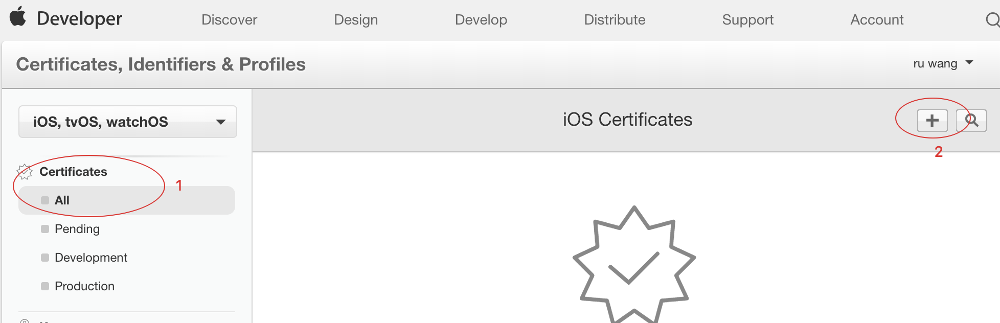 Developer
Discover
Design
Develop
Distribute
Support
Account
Certificates, Identifiers & Profiles
ru wang
iOS, tvOS, watchOS
iOS Certificates
2
Certificates
1
All
Pending
Development
Production